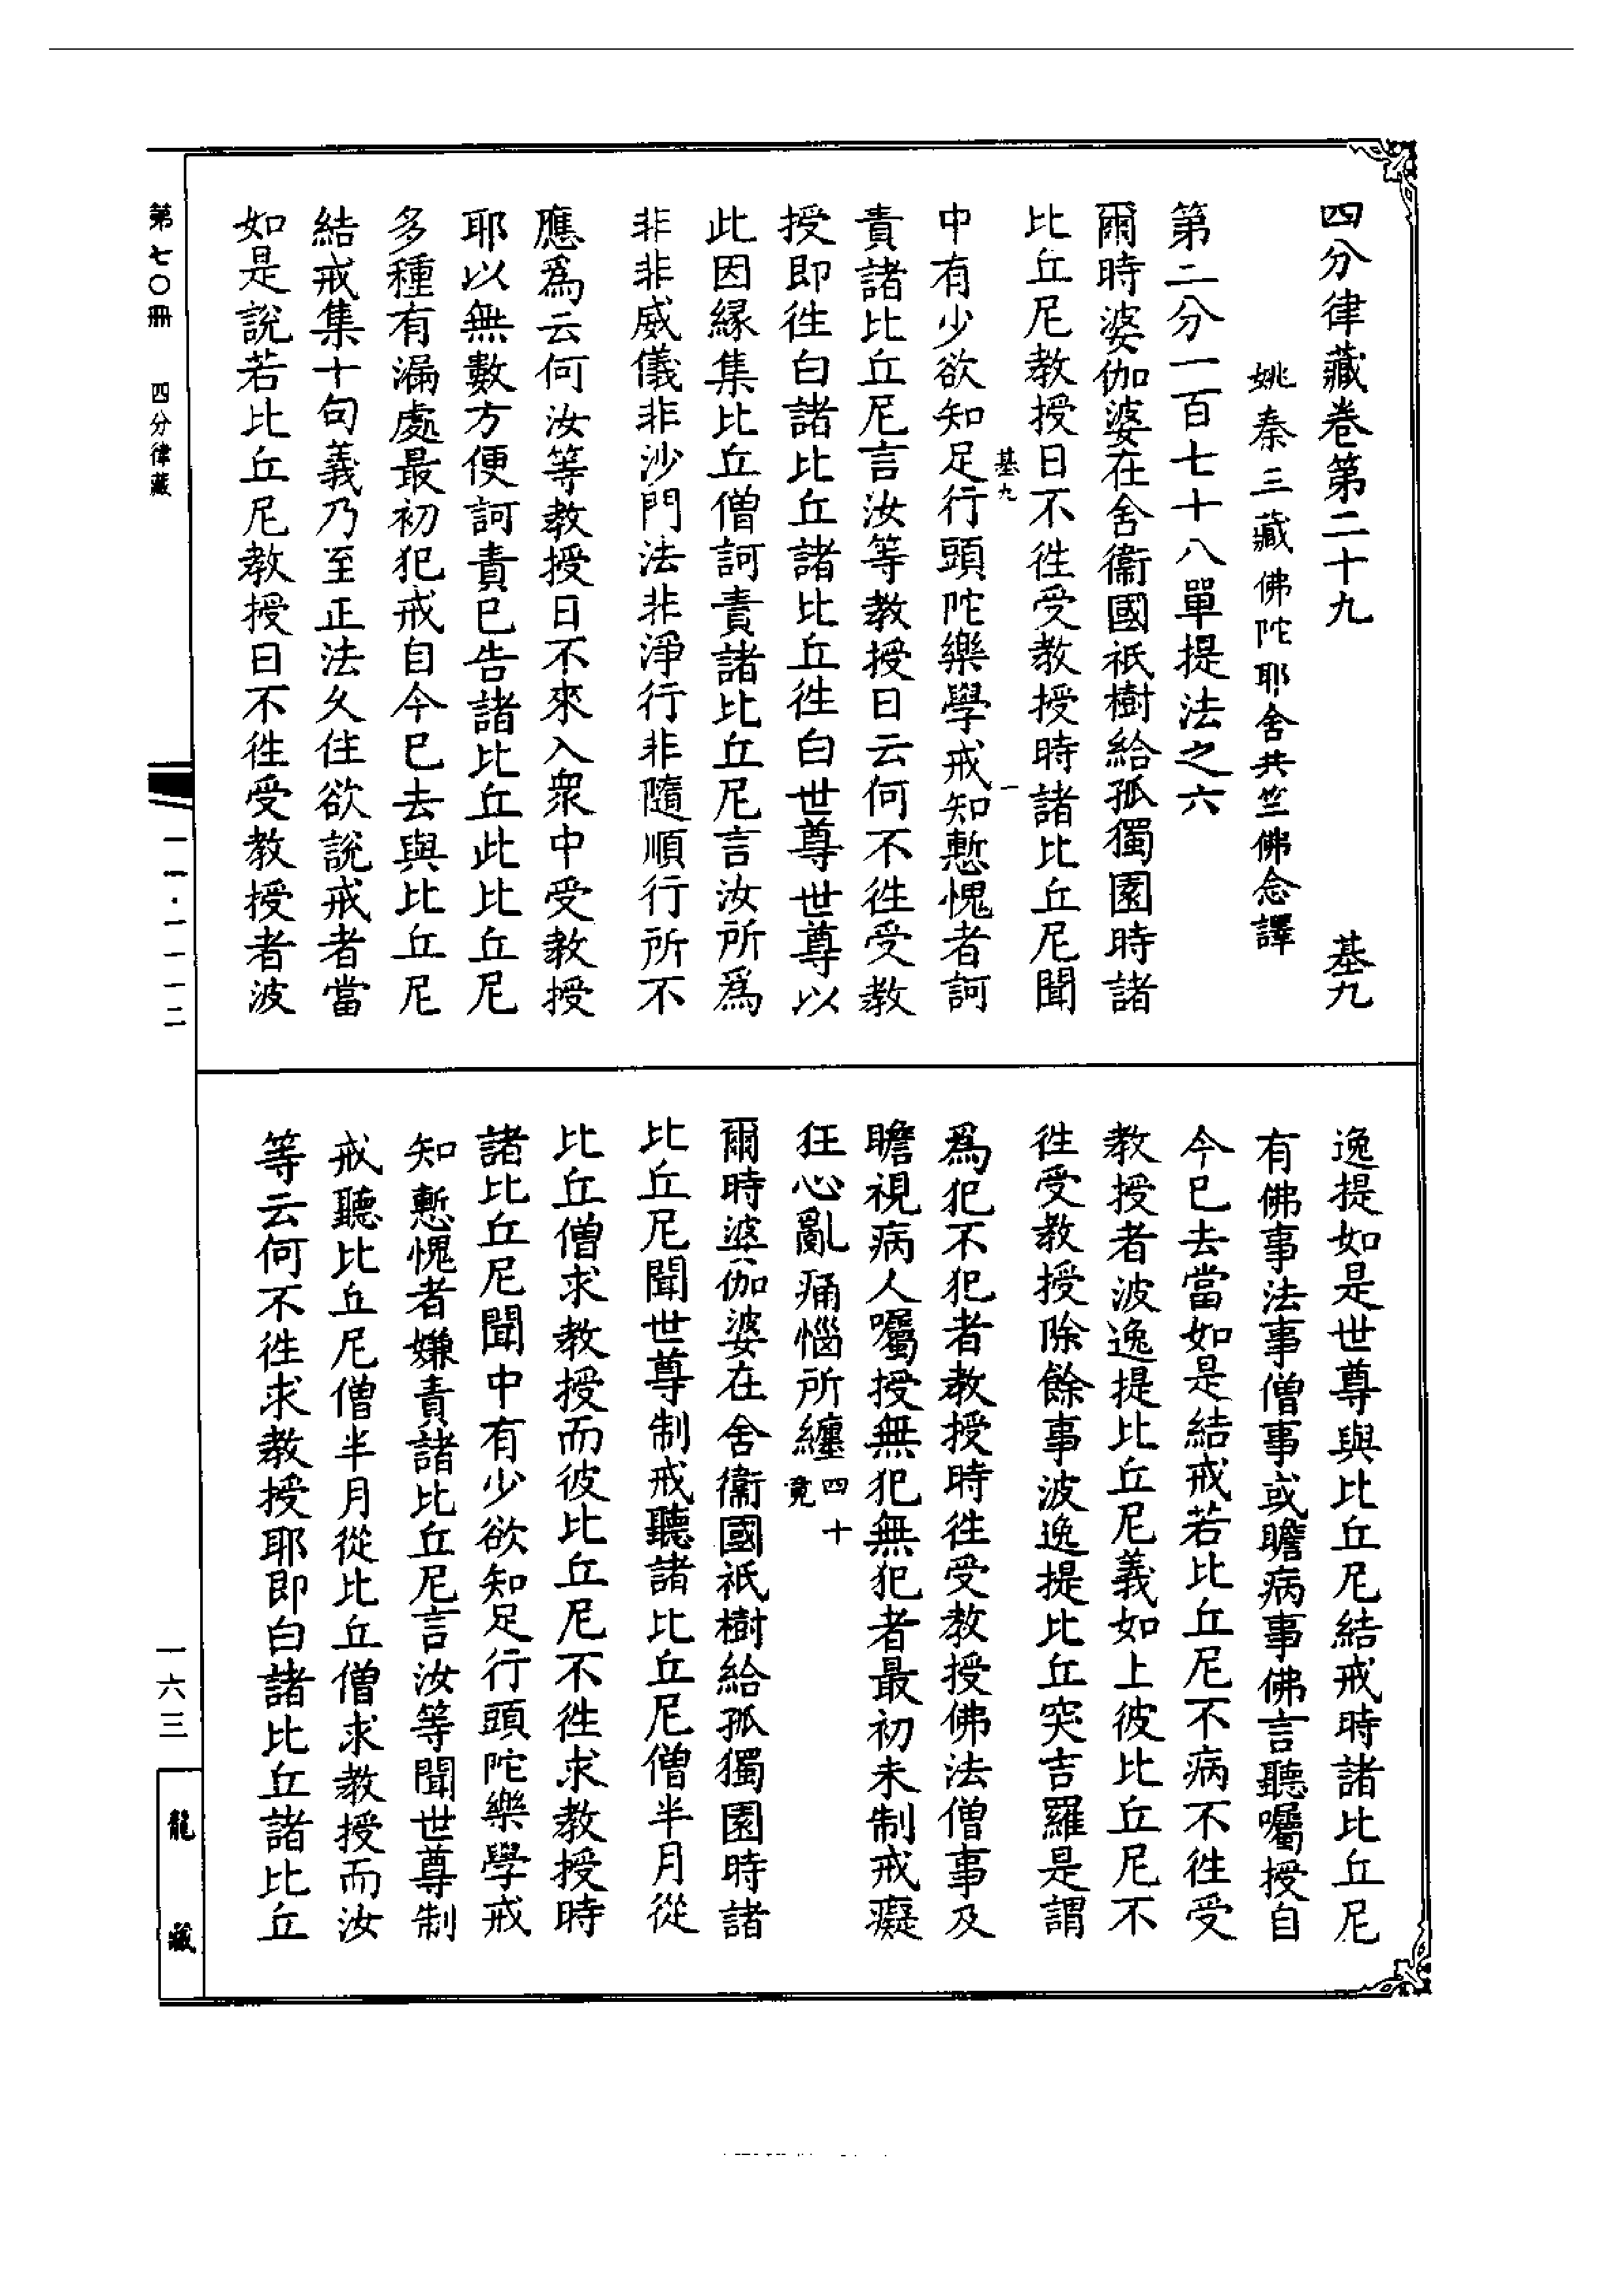 四分律藏卷第二十九 基九
姚秦三藏佛陀耶舍共竺佛念譯
第二分一百七十八單提法之六
爾時婆伽婆在舍衞國祇樹給孤獨園時諸
比丘尼教授日不徃受教授時諸比丘尼聞
基九 一
中有少欲知足行頭陀樂學戒知慙愧者訶
責諸比丘尼言汝等教授日云何不徃受教
授即徃白諸比丘諸比丘徃白世尊世尊以
此因緣集比丘僧訶責諸比丘尼言汝所爲
非非威儀非沙門法非淨行非隨順行所不
應爲云何汝等教授日不來入衆中受教授
耶以無數方便訶責巳告諸比丘此比丘尼
多種有漏處最初犯戒自今巳去與比丘尼
結戒集十句義乃至正法久住欲說戒者當
如是說若比丘尼教授日不徃受教授者波
逸提如是世尊與比丘尼結戒時諸比丘尼
有佛事法事僧事或瞻病事佛言聽囑授自
今巳去當如是結戒若比丘尼不病不徃受
教授者波逸提比丘尼義如上彼比丘尼不
徃受教授除餘事波逸提比丘突吉羅是謂
爲犯不犯者教授時徃受教授佛法僧事及
瞻視病人囑授無犯無犯者最初未制戒癡
狂心亂痛惱所纏四十竟
爾時婆伽婆在舍衞國祇樹給孤獨園時諸
比丘尼聞世尊制戒聽諸比丘尼僧半月從
比丘僧求教授而彼比丘尼不徃求教授時
諸比丘尼聞中有少欲知足行頭陀樂學戒
知慙愧者嫌責諸比丘尼言汝等聞世尊制
戒聽比丘尼僧半月從比丘僧求教授而汝
等云何不徃求教授耶即白諸比丘諸比丘
第七〇冊 四分律藏
一一·一一一二
一六三
龍藏